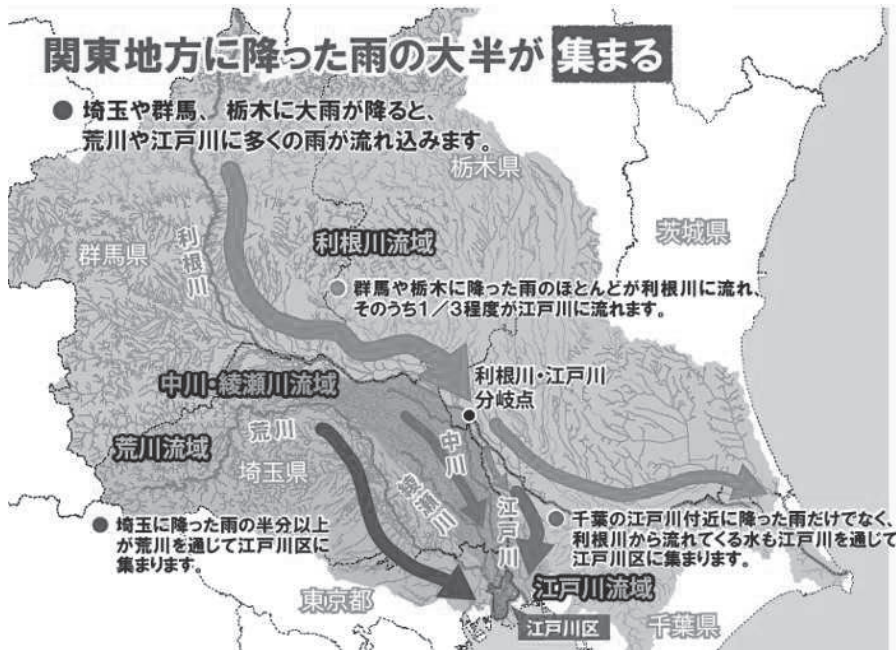 関東地方に降った雨の大半が 集まる
● 埼玉や群馬、栃木に大雨が降ると、
荒川や江戸川に多くの雨が流れ込みます。
栃木県
茨城県
群馬県
利根川
利根川流域
● 群馬や栃木に降った雨のほとんどが利根川に流れ、
そのうち1/3程度が江戸川に流れます。
利根川・江戸川
分岐点
中川・綾瀬川流域
荒川流域
荒川
埼玉県
中川
綾瀬川
江戸川
● 埼玉に降った雨の半分以上
が荒川を通じて江戸川区に
集まります。
● 千葉の江戸川付近に降った雨だけでなく、
利根川から流れてくる水も江戸川を通じて
江戸川区に集まります。
東京都
江戸川流域
江戸川区
千葉県